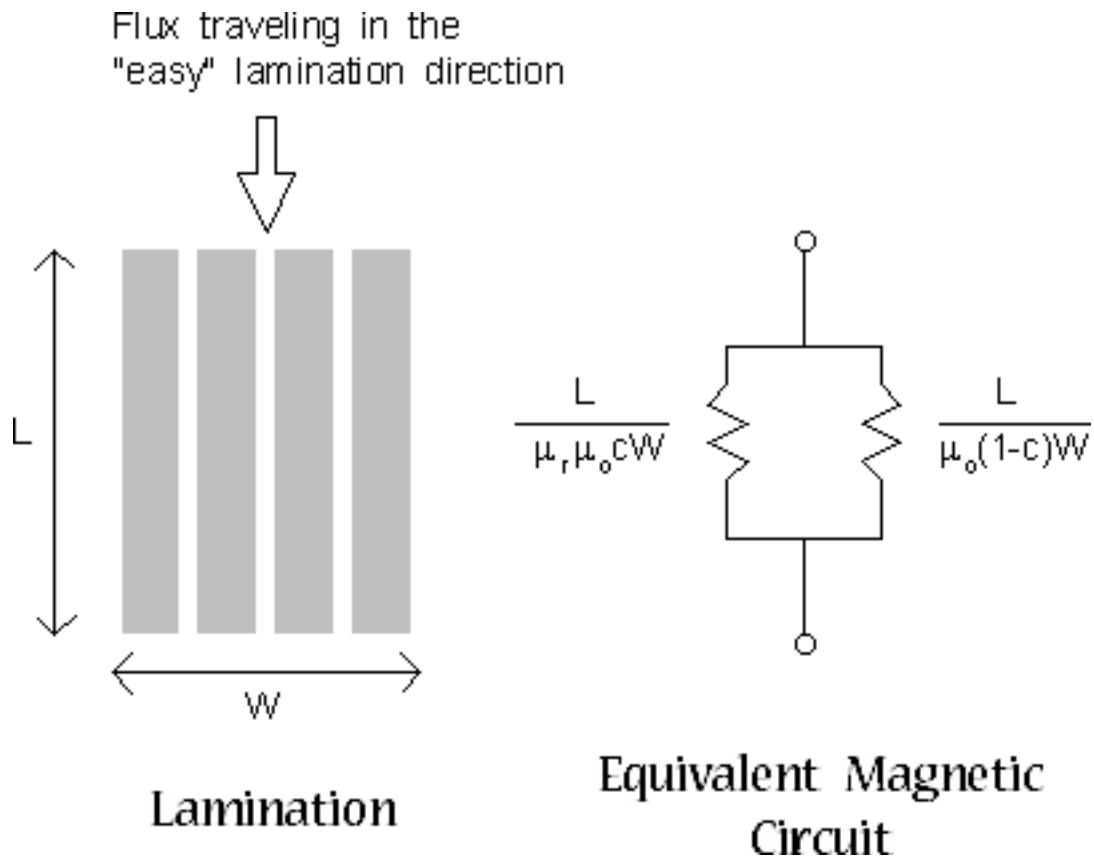 Flux traveling in the
"easy" lamination direction
L
W
L
μrμocW
L
μo(1-c)W
Lamination
Equivalent Magnetic
Circuit